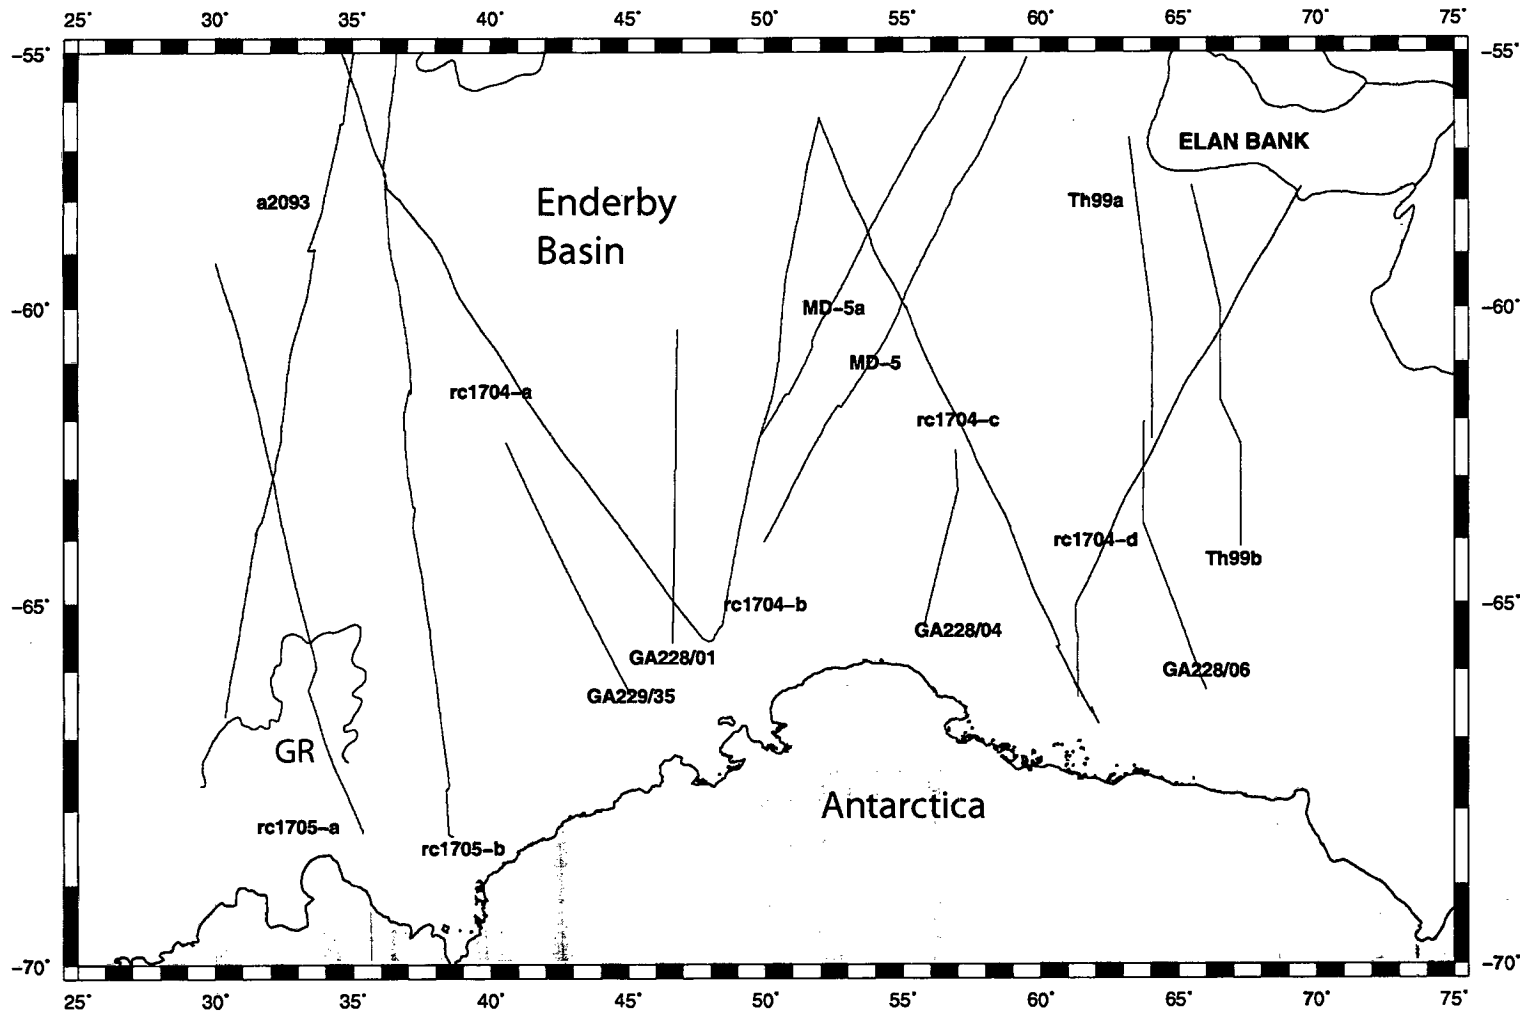 25° 30° 35° 40° 45° 50° 55° 60° 65° 70° 75°
−55° −55°
ELAN BANK
a2093
Enderby
Th99a
Basin
−60° −60°
MD−5a
MD−5
rc1704−a
rc1704−c
rc1704−d
Th99b
−65° −65°
rc1704−b
GA228/04
GA228/01
GA228/06
GA229/35
GR
Antarctica
rc1705−a
rc1705−b
−70° −70°
25° 30° 35° 40° 45° 50° 55° 60° 65° 70° 75°